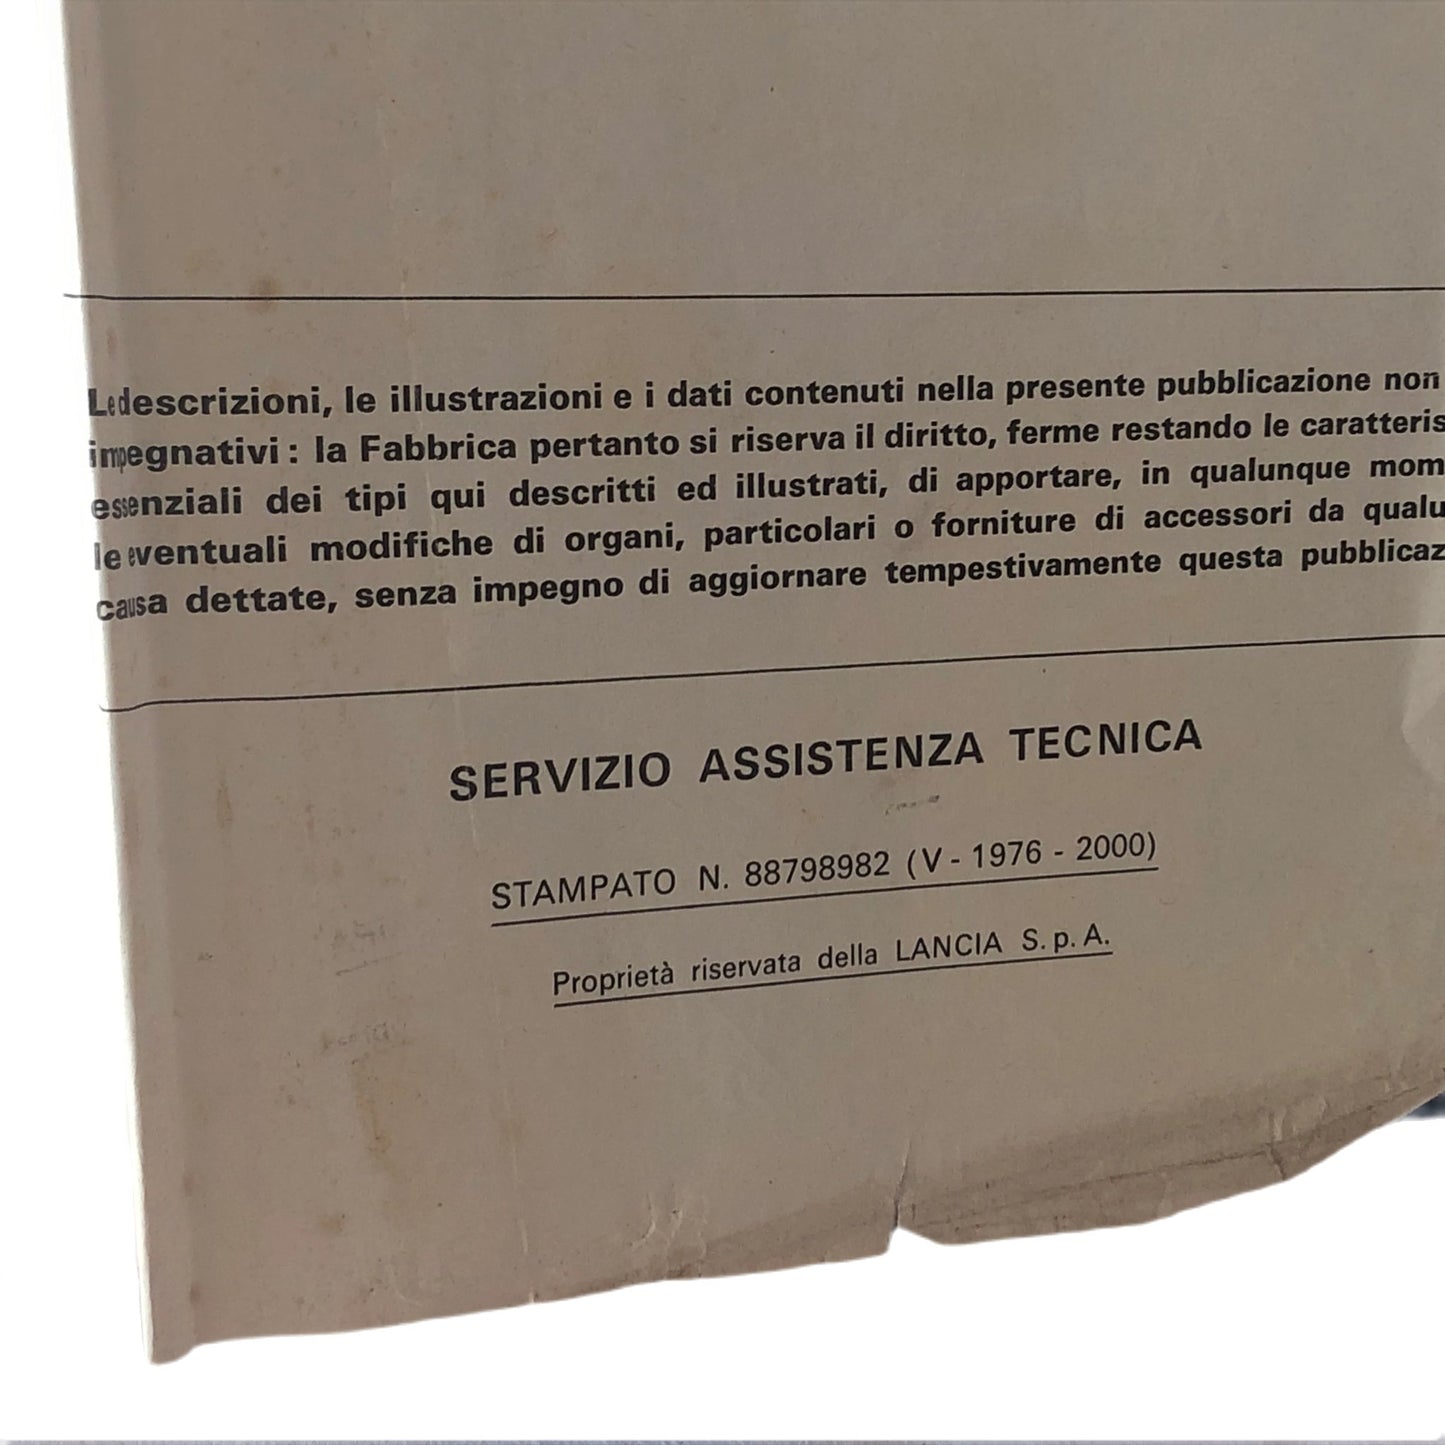 Le descrizioni, le illustrazioni e i dati contenuti nella presente pubblicazione non
impegnativi : la Fabbrica pertanto si riserva il diritto, ferme restando le caratteris
essenziali dei tipi qui descritti ed illustrati, di apportare, in qualunque mom
le eventuali modifiche di organi, particolari o forniture di accessori da qualu
causa dettate, senza impegno di aggiornare tempestivamente questa pubblicaz
SERVIZIO ASSISTENZA TECNICA
STAMPATO N. 88798982 (V - 1976 - 2000)
Proprietà riservata della LANCIA S. p. A.